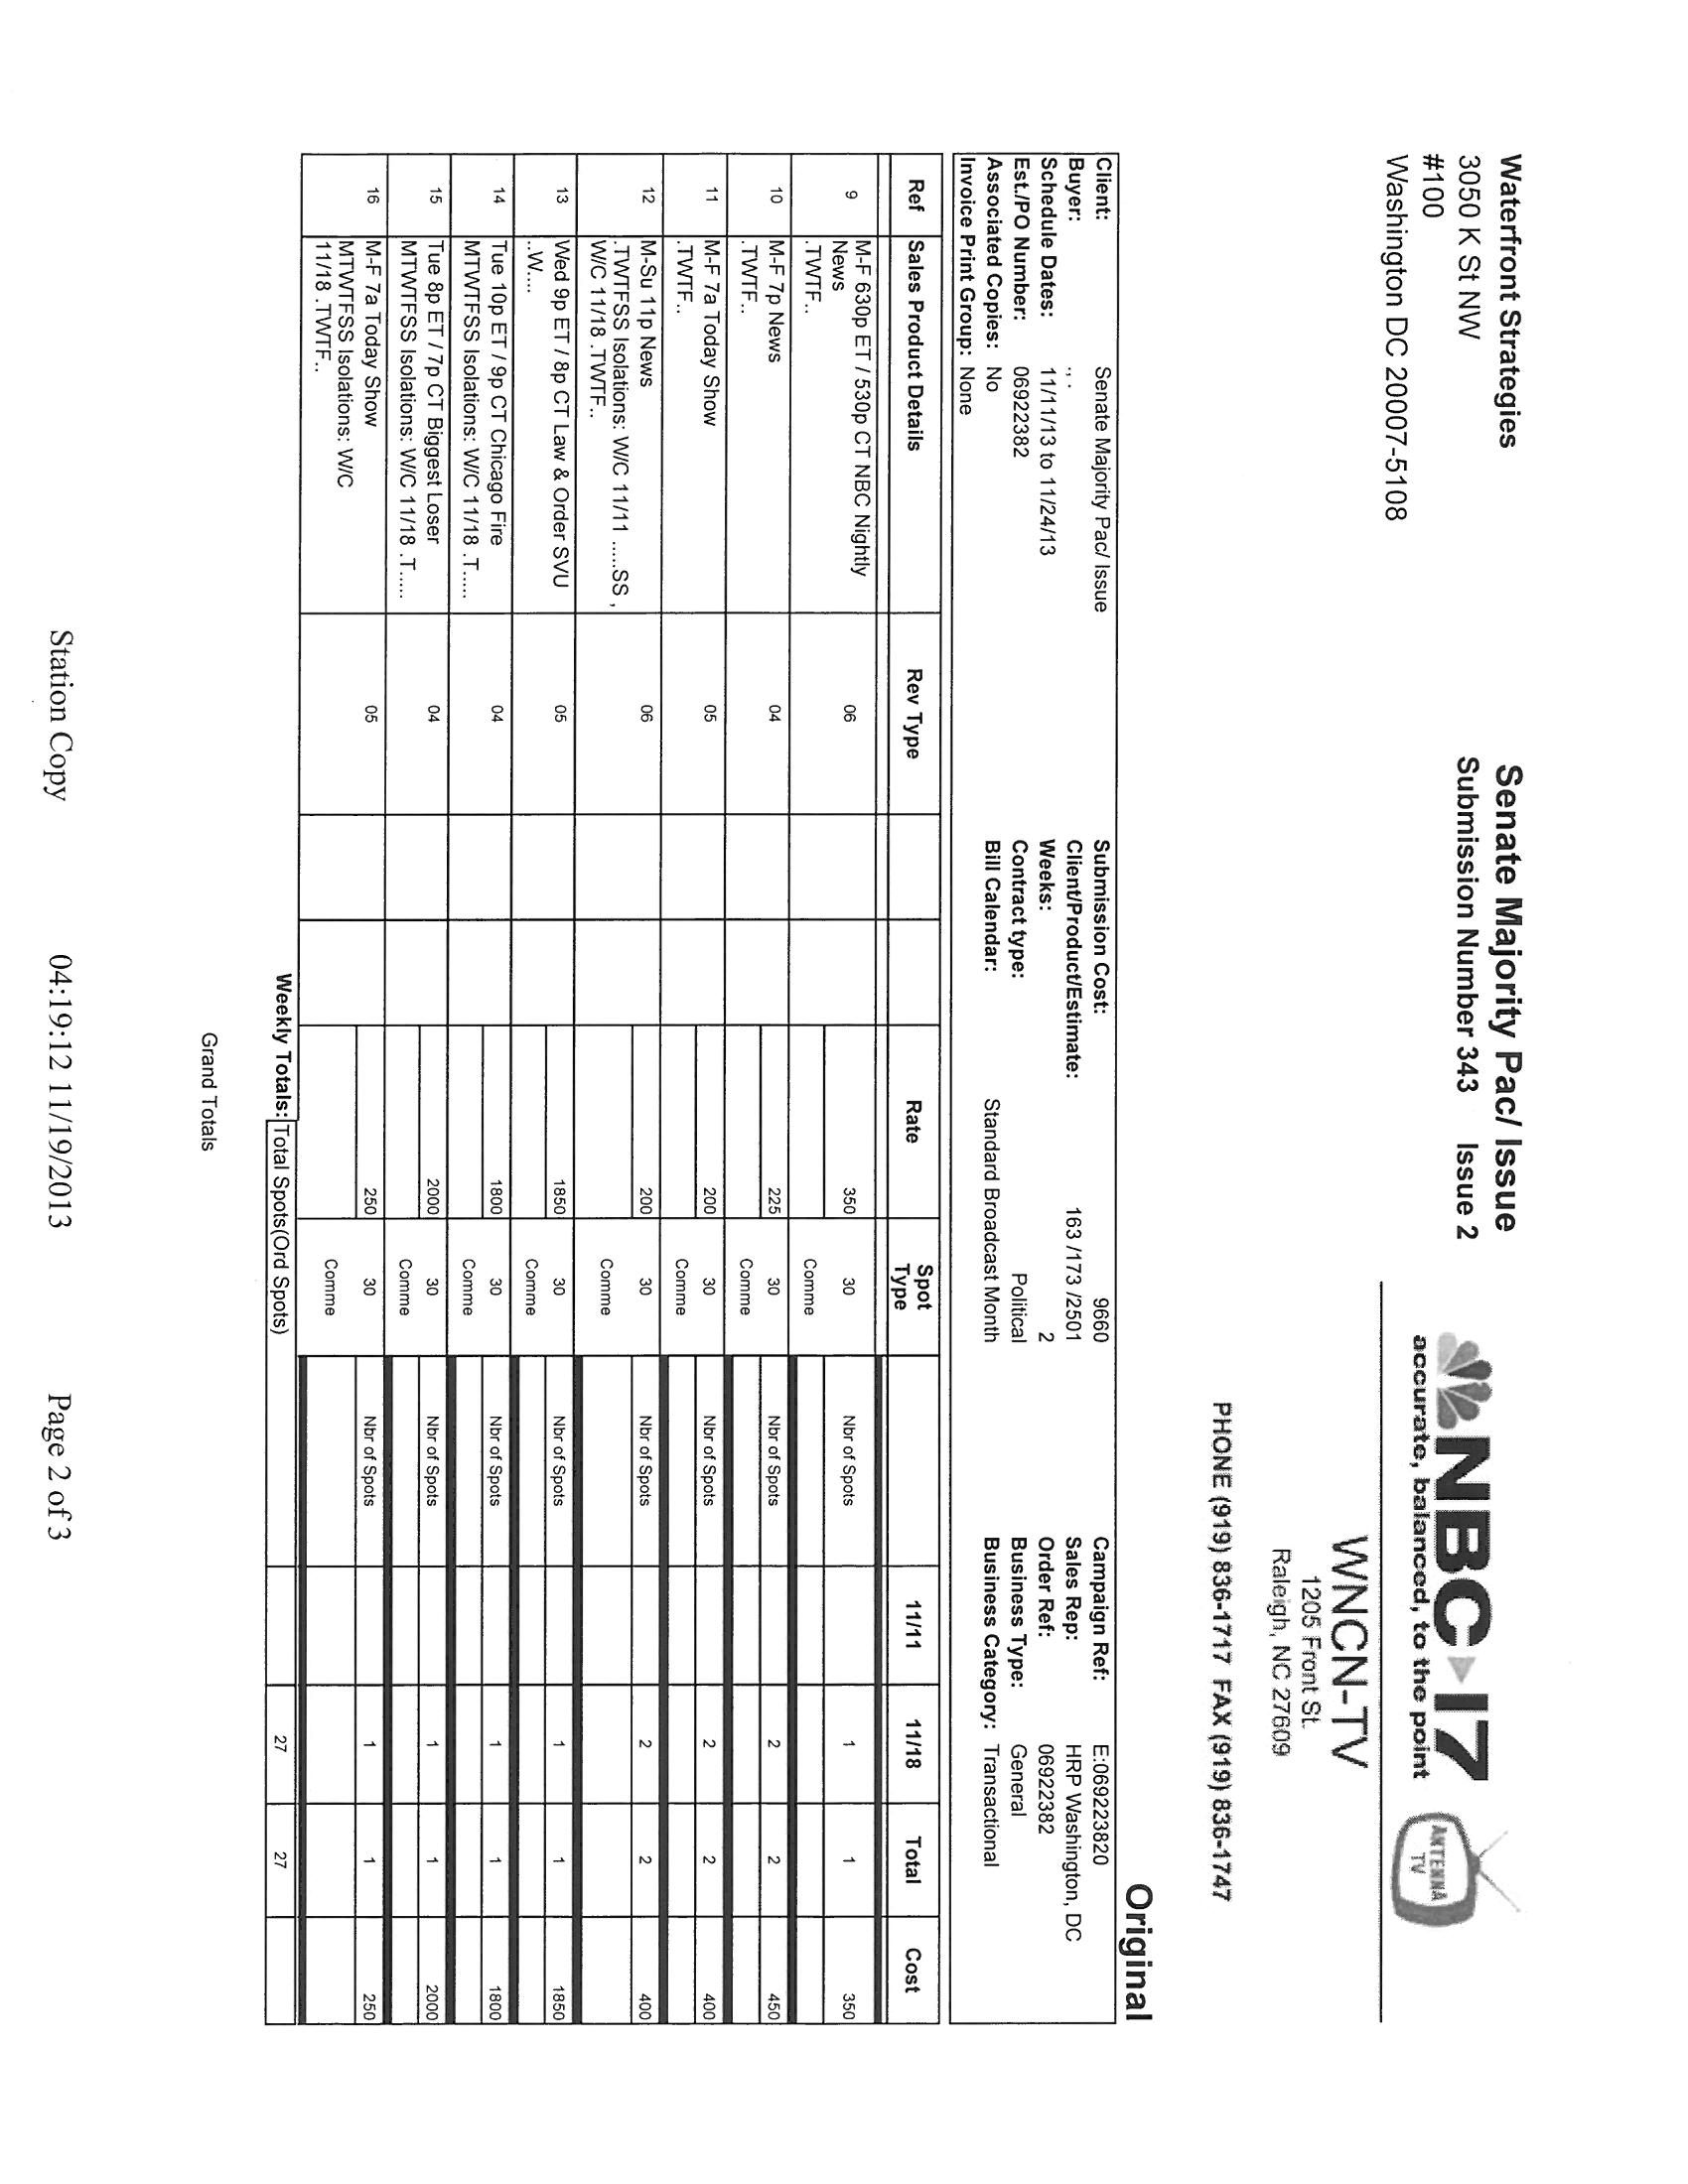 Waterfront Strategies
3050 K St NW
#100
Washington DC 20007-5108
Senate Majority Pac/ Issue
Submission Number 343 Issue 2
NBC 17
accurate, balanced, to the point
ANTENNA
TV
WNCN-TV
1205 Front St.
Raleigh, NC 27609
PHONE (919) 836-1717 FAX (919) 836-1747
Original
Client: Senate Majority Pac/ Issue Submission Cost: 9660 Campaign Ref: E:069223820
Buyer: , . Client/Product/Estimate: 163 /173 /2501 Sales Rep: HRP Washington, DC
Schedule Dates: 11/11/13 to 11/24/13 Weeks: 2 Order Ref: 06922382
Est./PO Number: 06922382 Contract type: Political Business Type: General
Associated Copies: No Bill Calendar: Standard Broadcast Month Business Category: Transactional
Invoice Print Group: None
Ref Sales Product Details Rev Type Rate Spot Type 11/11 11/18 Total Cost
9 M-F 630p ET / 530p CT NBC Nightly 06 350 30 Nbr of Spots 1 1 350
News
.TWTF.. Comme
10 M-F 7p News 04 225 30 Nbr of Spots 2 2 450
.TWTF.. Comme
11 M-F 7a Today Show 05 200 30 Nbr of Spots 2 2 400
.TWTF.. Comme
12 M-Su 11p News 06 200 30 Nbr of Spots 2 2 400
.TWTFSS Isolations: W/C 11/11 .....SS ,
W/C 11/18 .TWTF.. Comme
13 Wed 9p ET / 8p CT Law & Order SVU 05 1850 30 Nbr of Spots 1 1 1850
..W.... Comme
14 Tue 10p ET / 9p CT Chicago Fire 04 1800 30 Nbr of Spots 1 1 1800
MTWTFSS Isolations: W/C 11/18 .T..... Comme
15 Tue 8p ET / 7p CT Biggest Loser 04 2000 30 Nbr of Spots 1 1 2000
MTWTFSS Isolations: W/C 11/18 .T..... Comme
16 M-F 7a Today Show 05 250 30 Nbr of Spots 1 1 250
MTWTFSS Isolations: W/C
11/18 .TWTF.. Comme
Weekly Totals: Total Spots(Ord Spots) 27 27
Grand Totals
Station Copy 04:19:12 11/19/2013 Page 2 of 3